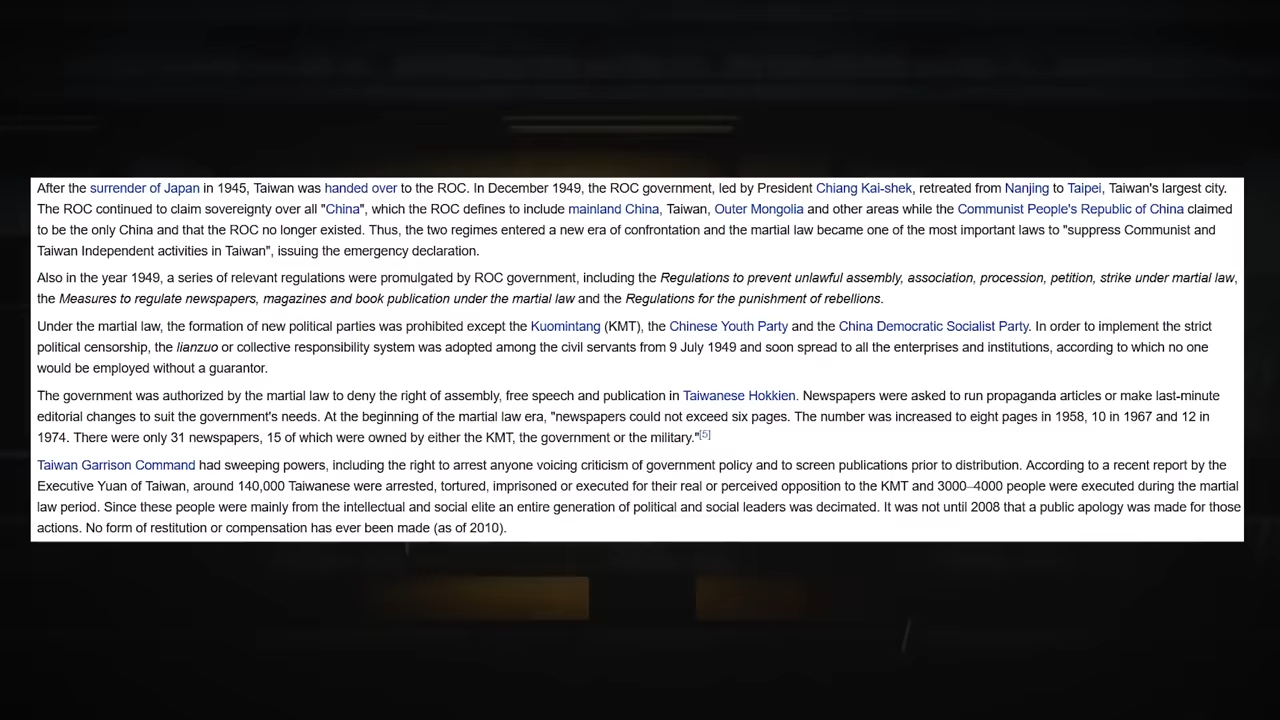 After the surrender of Japan in 1945, Taiwan was handed over to the ROC. In December 1949, the ROC government, led by President Chiang Kai-shek, retreated from Nanjing to Taipei, Taiwan's largest city.
The ROC continued to claim sovereignty over all "China", which the ROC defines to include mainland China, Taiwan, Outer Mongolia and other areas while the Communist People's Republic of China claimed
to be the only China and that the ROC no longer existed. Thus, the two regimes entered a new era of confrontation and the martial law became one of the most important laws to "suppress Communist and
Taiwan Independent activities in Taiwan", issuing the emergency declaration.
Also in the year 1949, a series of relevant regulations were promulgated by ROC government, including the Regulations to prevent unlawful assembly, association, procession, petition, strike under martial law,
the Measures to regulate newspapers, magazines and book publication under the martial law and the Regulations for the punishment of rebellions.
Under the martial law, the formation of new political parties was prohibited except the Kuomintang (KMT), the Chinese Youth Party and the China Democratic Socialist Party. In order to implement the strict
political censorship, the lianzuo or collective responsibility system was adopted among the civil servants from 9 July 1949 and soon spread to all the enterprises and institutions, according to which no one
would be employed without a guarantor.
The government was authorized by the martial law to deny the right of assembly, free speech and publication in Taiwanese Hokkien. Newspapers were asked to run propaganda articles or make last-minute
editorial changes to suit the government's needs. At the beginning of the martial law era, "newspapers could not exceed six pages. The number was increased to eight pages in 1958, 10 in 1967 and 12 in
1974. There were only 31 newspapers, 15 of which were owned by either the KMT, the government or the military."[5]
Taiwan Garrison Command had sweeping powers, including the right to arrest anyone voicing criticism of government policy and to screen publications prior to distribution. According to a recent report by the
Executive Yuan of Taiwan, around 140,000 Taiwanese were arrested, tortured, imprisoned or executed for their real or perceived opposition to the KMT and 3000–4000 people were executed during the martial
law period. Since these people were mainly from the intellectual and social elite an entire generation of political and social leaders was decimated. It was not until 2008 that a public apology was made for those
actions. No form of restitution or compensation has ever been made (as of 2010).